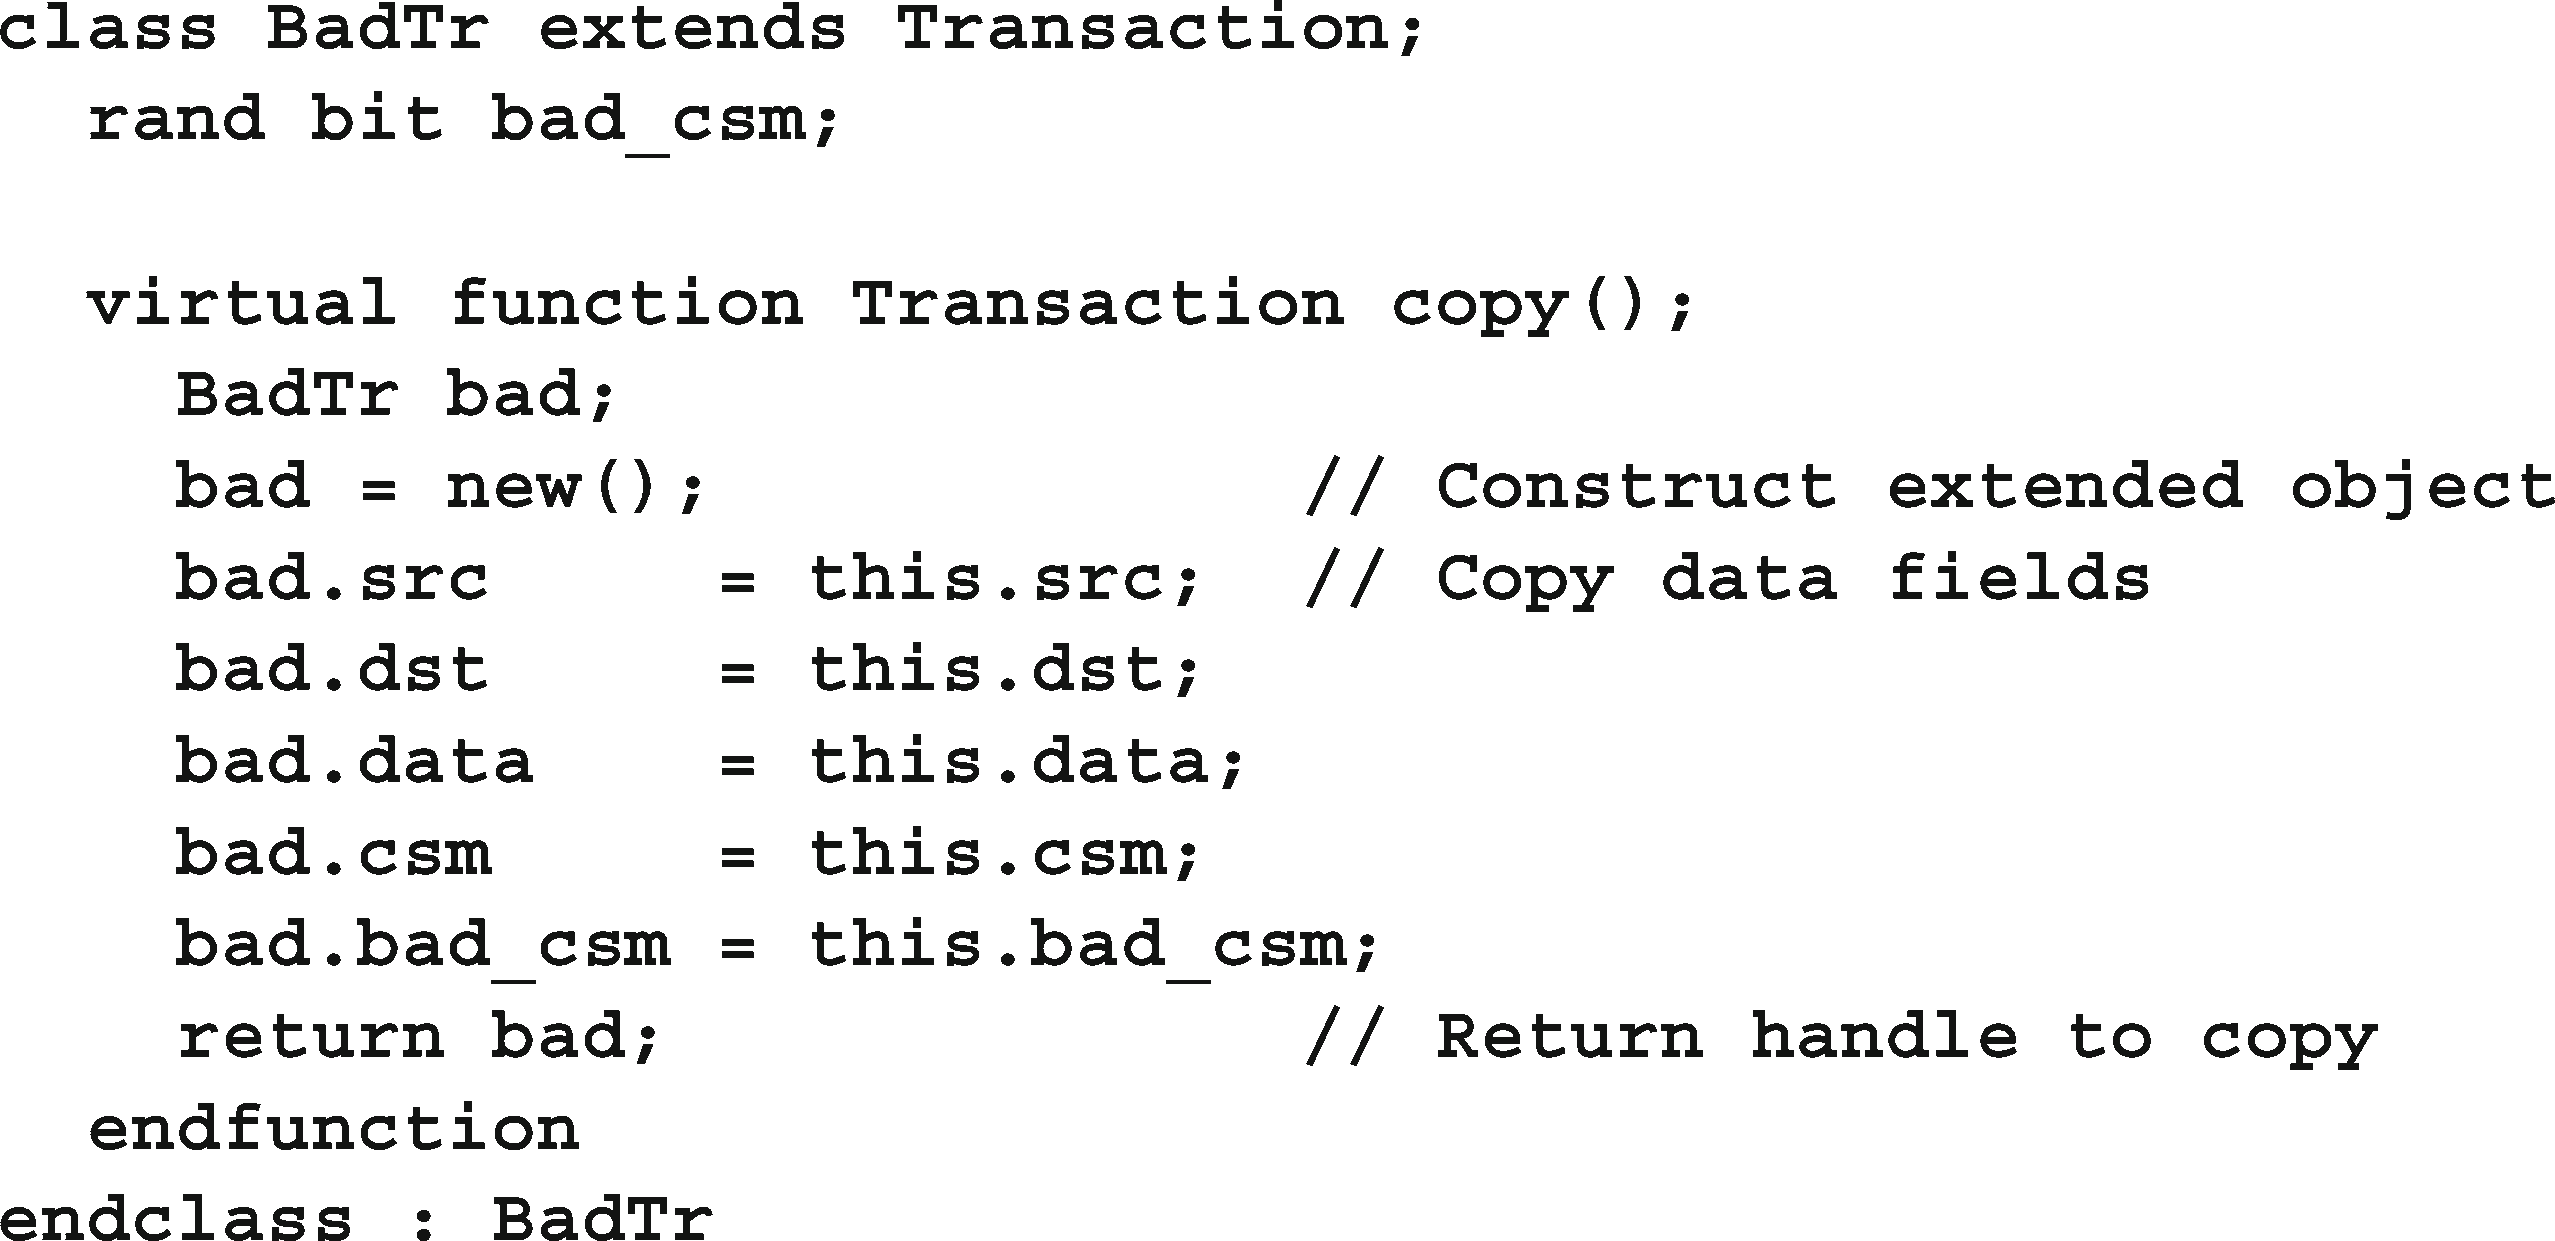 class BadTr extends Transaction;
  rand bit bad_csm;

  virtual function Transaction copy();
    BadTr bad;
    bad = new();              // Construct extended object
    bad.src     = this.src;  // Copy data fields
    bad.dst     = this.dst;
    bad.data    = this.data;
    bad.csm     = this.csm;
    bad.bad_csm = this.bad_csm;
    return bad;               // Return handle to copy
  endfunction
endclass : BadTr